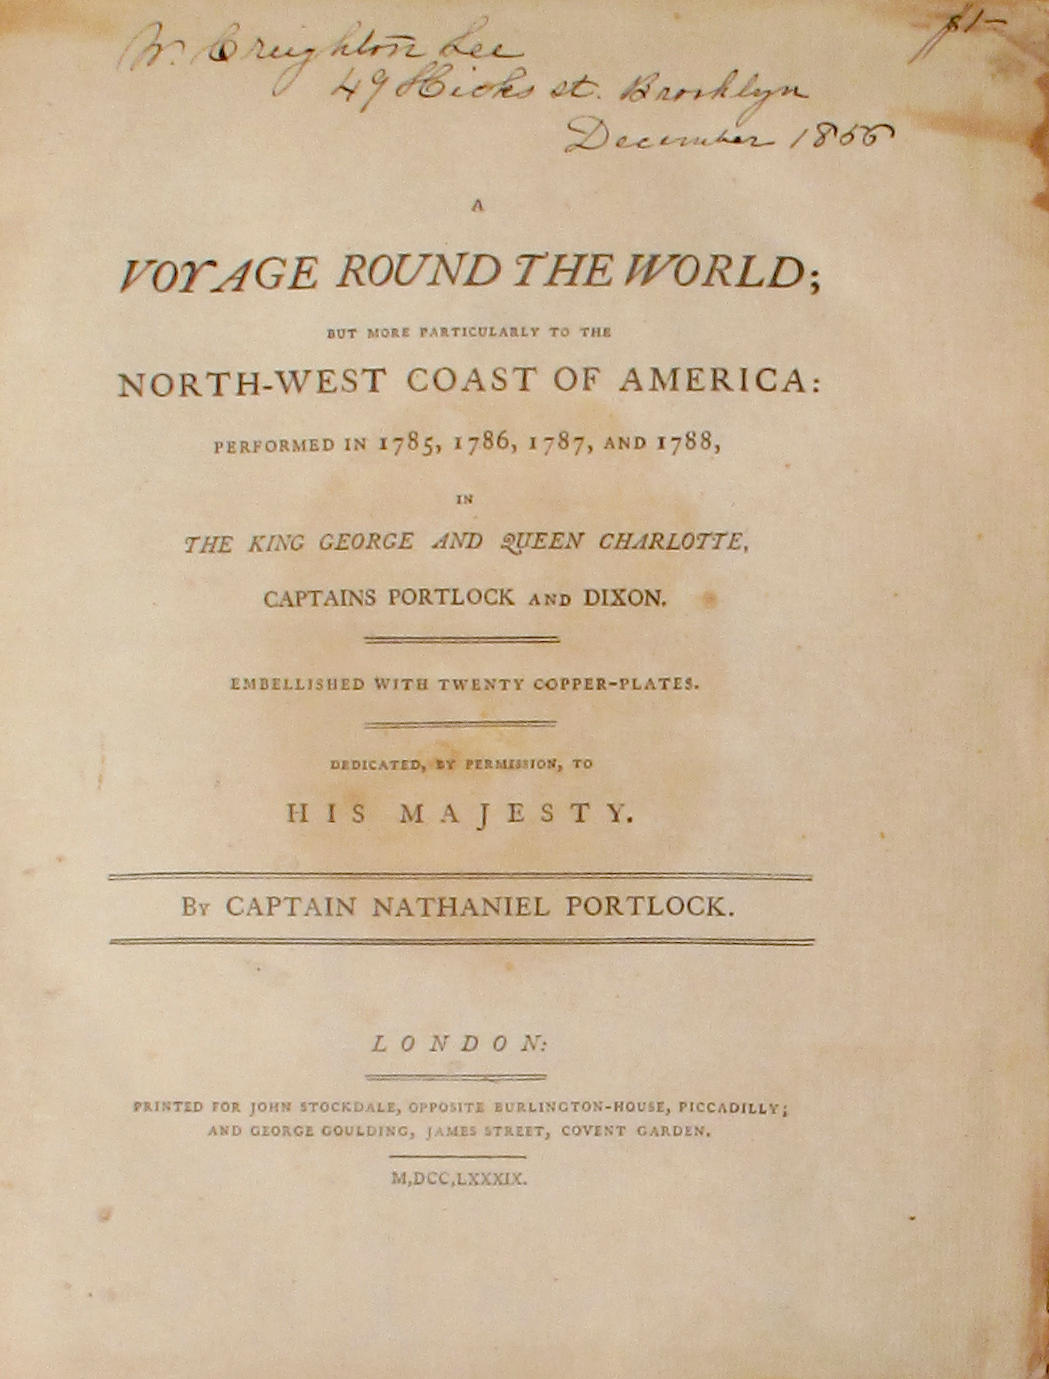 W. Creighton Lee
49 Hicks st. Brooklyn
December 1856
A
VOYAGE ROUND THE WORLD;
BUT MORE PARTICULARLY TO THE
NORTH-WEST COAST OF AMERICA:
PERFORMED IN 1785, 1786, 1787, AND 1788,
IN
THE KING GEORGE AND QUEEN CHARLOTTE,
CAPTAINS PORTLOCK AND DIXON.
EMBELLISHED WITH TWENTY COPPER-PLATES.
DEDICATED, BY PERMISSION, TO
HIS MAJESTY.
By CAPTAIN NATHANIEL PORTLOCK.
LONDON:
PRINTED FOR JOHN STOCKDALE, OPPOSITE BURLINGTON-HOUSE, PICCADILLY;
AND GEORGE GOULDING, JAMES STREET, COVENT GARDEN.
M,DCC,LXXXIX.